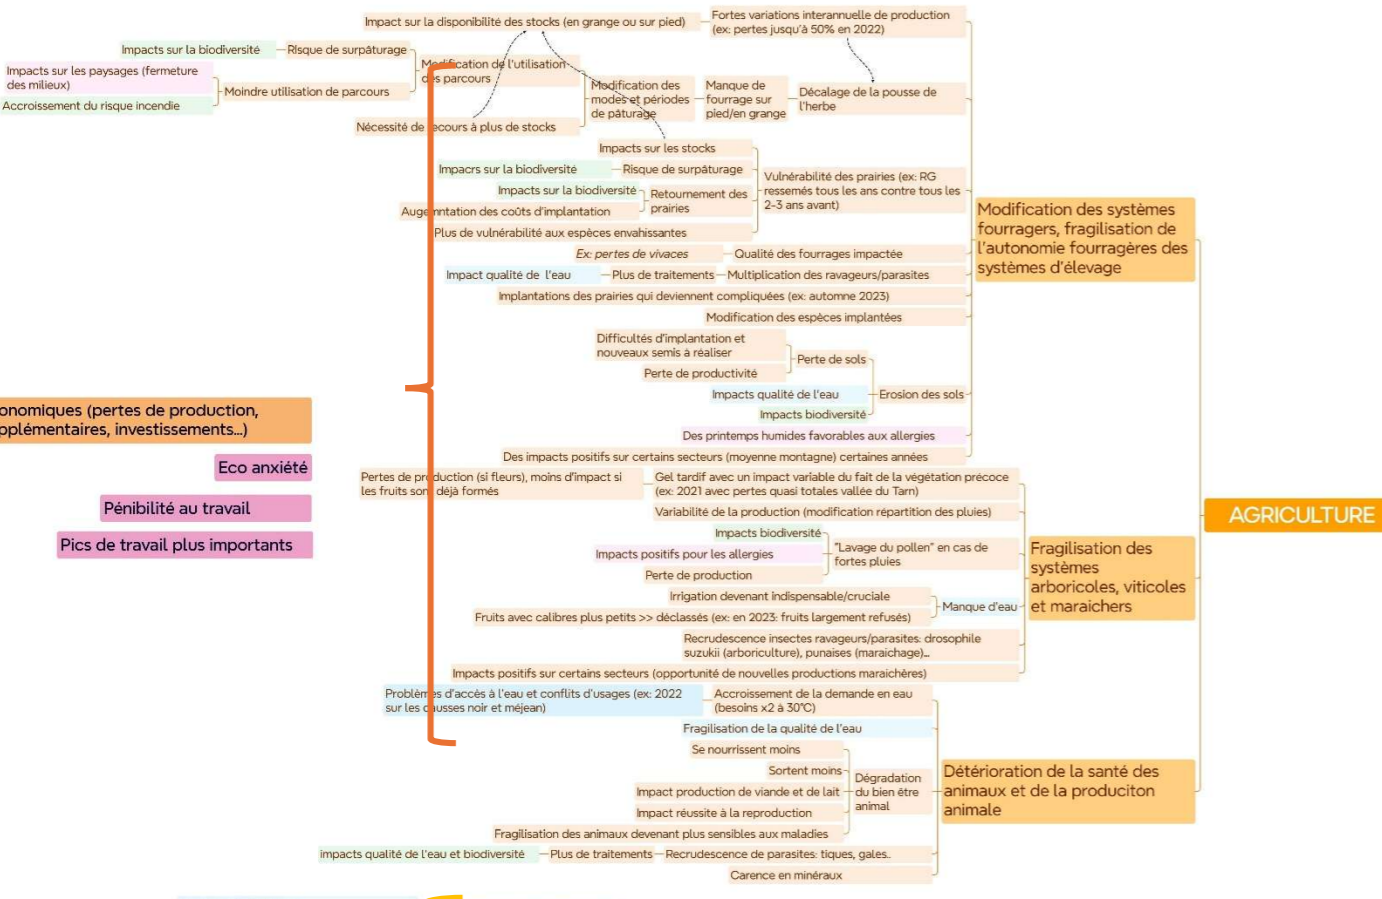 Impact sur la disponibilité des stocks (en grange ou sur pied)
Fortes variations interannuelle de production
(ex: pertes jusqu'à 50% en 2022)
Impacts sur la biodiversité
RIsque de surpâturage
Modification de l'utilisation
des parcours
Impacts sur les paysages (fermeture
des milieux)
Moindre utilisation de parcours
Accroissement du risque incendie
Nécessité de recours à plus de stocks
Modification des
modes et périodes
de pâturage
Manque de
fourrage sur
pied/en grange
Décalage de la pousse de
l'herbe
Impacts sur les stocks
Impacrs sur la biodiversité
Risque de surpâturage
Impacts sur la biodiversité
Retournement des
prairies
Augemntation des coûts d'implantation
Plus de vulnérabilité aux espèces envahissantes
Vulnérabilité des prairies (ex: RG
ressemés tous les ans contre tous les
2-3 ans avant)
Ex: pertes de vivaces
Qualité des fourrages impactée
Impact qualité de l'eau
Plus de traitements
Multiplication des ravageurs/parasites
Implantations des prairies qui deviennent compliquées (ex: automne 2023)
Modification des espèces implantées
Difficultés d'implantation et
nouveaux semis à réaliser
Perte de productivité
Perte de sols
Impacts qualité de l'eau
Impacts biodiversité
Erosion des sols
Des printemps humides favorables aux allergies
Des impacts positifs sur certains secteurs (moyenne montagne) certaines années
Modification des systèmes
fourragers, fragilisation de
l'autonomie fourragères des
systèmes d'élevage
onomiques (pertes de production,
pplémentaires, investissements...)
Eco anxiété
Pénibilité au travail
Pics de travail plus importants
Pertes de production (si fleurs), moins d'impact si
les fruits sont déjà formés
Gel tardif avec un impact variable du fait de la végétation précoce
(ex: 2021 avec pertes quasi totales vallée du Tarn)
Variabilité de la production (modification répartition des pluies)
Impacts biodiversité
Impacts positifs pour les allergies
Perte de production
"Lavage du pollen" en cas de
fortes pluies
Irrigation devenant indispensable/cruciale
Fruits avec calibres plus petits >> déclassés (ex: en 2023: fruits largement refusés)
Manque d'eau
Recrudescence insectes ravageurs/parasites: drosophile
suzukii (arboriculture), punaises (maraichage)...
Impacts positifs sur certains secteurs (opportunité de nouvelles productions maraichères)
Fragilisation des
systèmes
arboricoles, viticoles
et maraichers
AGRICULTURE
Problèmes d'accès à l'eau et conflits d'usages (ex: 2022
sur les causses noir et méjean)
Accroissement de la demande en eau
(besoins x2 à 30°C)
Fragilisation de la qualité de l'eau
Se nourrissent moins
Sortent moins
Impact production de viande et de lait
Impact réussite à la reproduction
Fragilisation des animaux devenant plus sensibles aux maladies
Dégradation
du bien être
animal
impacts qualité de l'eau et biodiversité
Plus de traitements
Recrudescence de parasites: tiques, gales..
Carence en minéraux
Détérioration de la santé des
animaux et de la produciton
animale